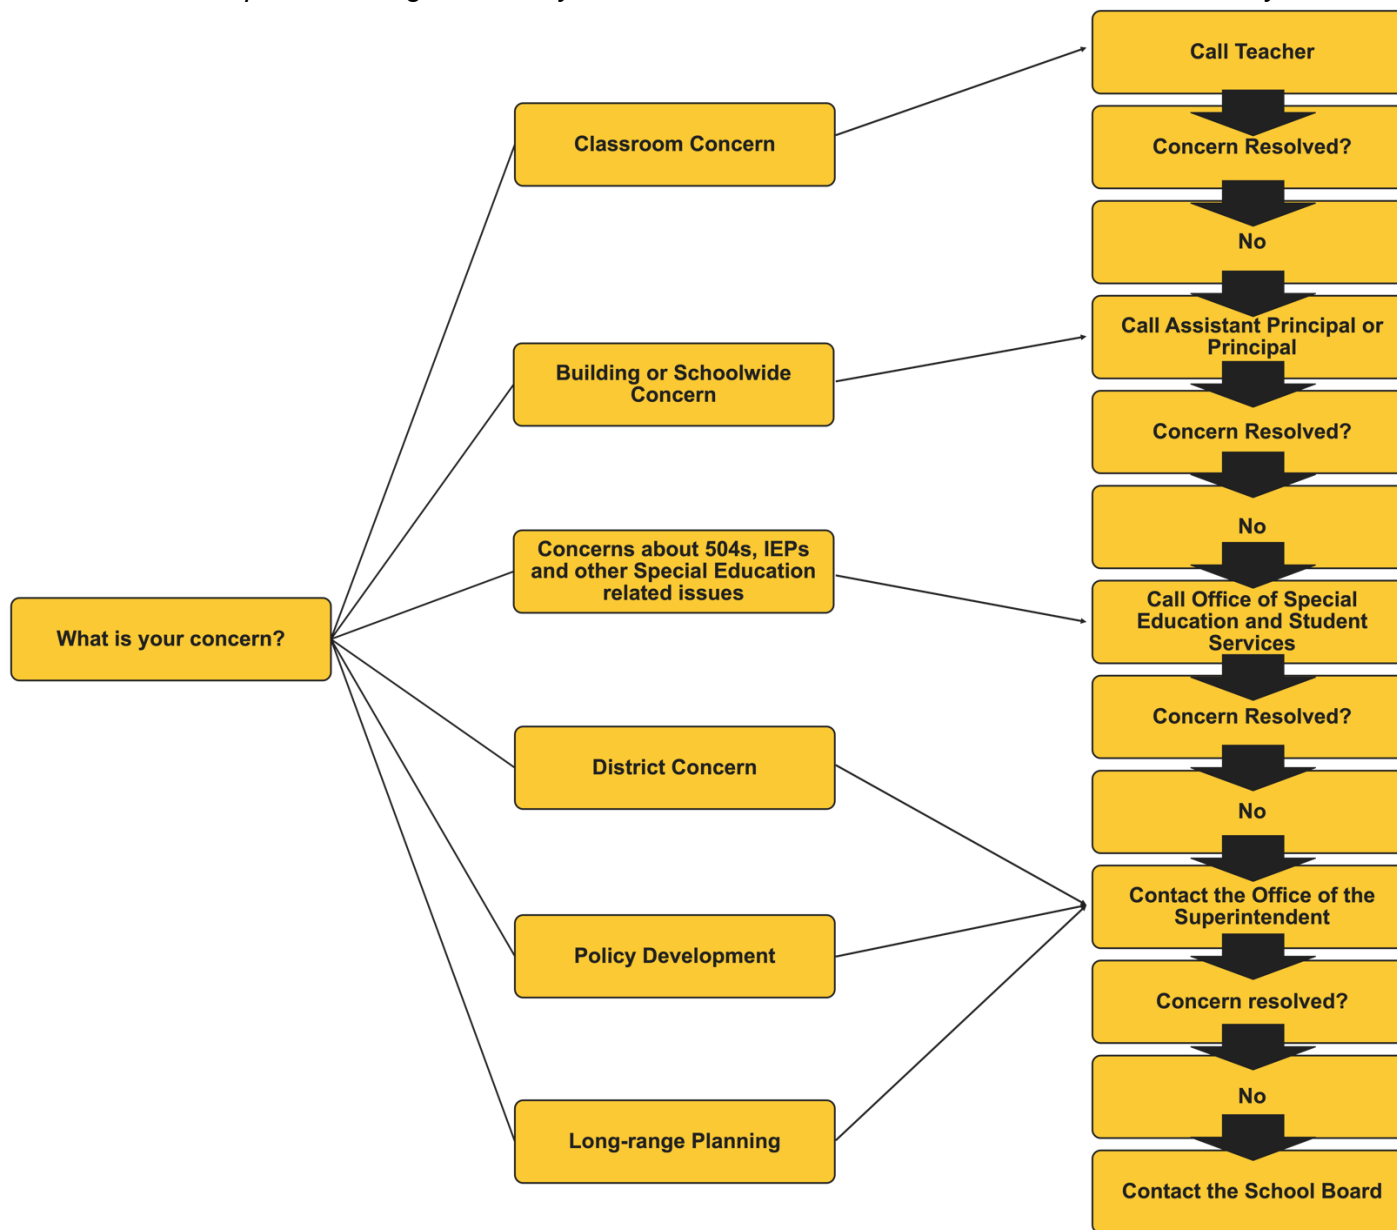 What is your concern?
Classroom Concern
Building or Schoolwide
Concern
Concerns about 504s, IEPs
and other Special Education
related issues
District Concern
Policy Development
Long-range Planning
Call Teacher
Concern Resolved?
No
Call Assistant Principal or
Principal
Concern Resolved?
No
Call Office of Special
Education and Student
Services
Concern Resolved?
No
Contact the Office of the
Superintendent
Concern resolved?
No
Contact the School Board